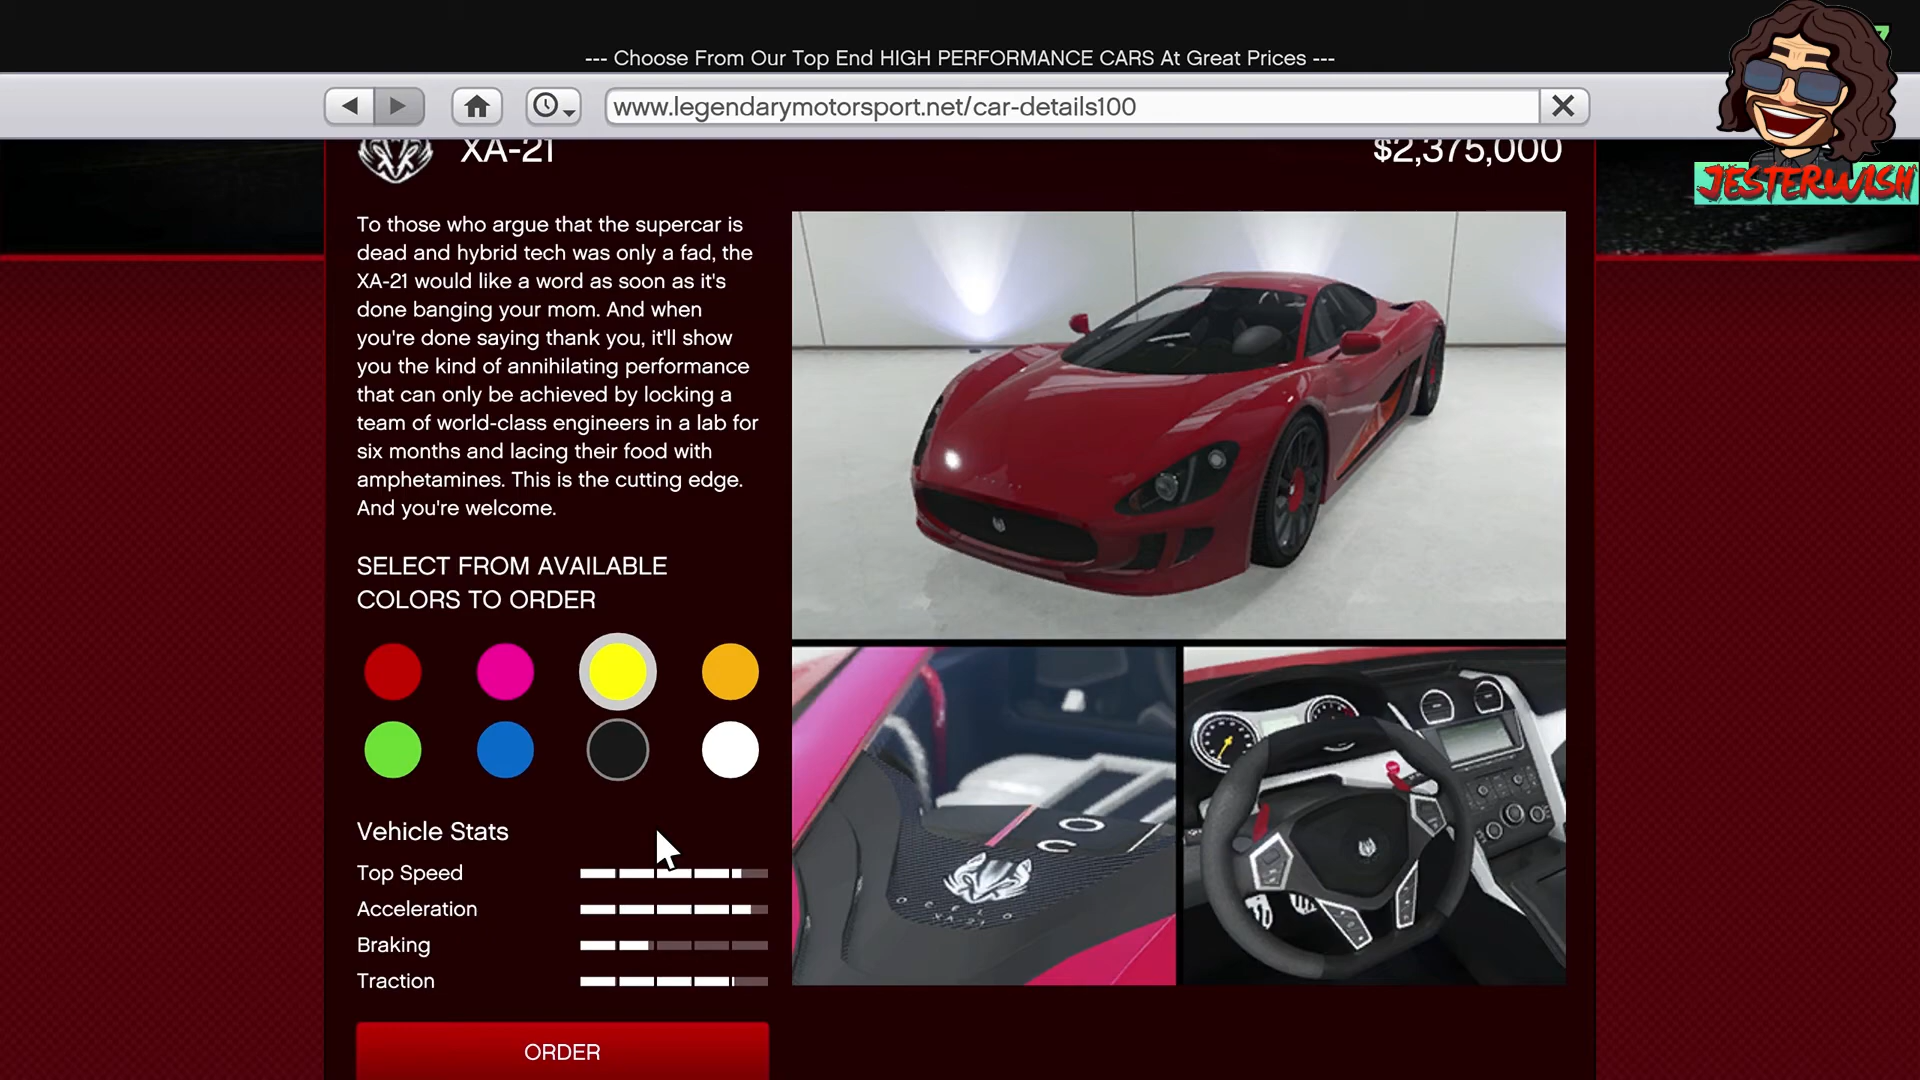 --- Choose From Our Top End HIGH PERFORMANCE CARS At Great Prices ---
www.legendarymotorsport.net/car-details100
JESTERWISH
XA-21
$2,375,000
To those who argue that the supercar is
dead and hybrid tech was only a fad, the
XA-21 would like a word as soon as it's
done banging your mom. And when
you're done saying thank you, it'll show
you the kind of annihilating performance
that can only be achieved by locking a
team of world-class engineers in a lab for
six months and lacing their food with
amphetamines. This is the cutting edge.
And you're welcome.
SELECT FROM AVAILABLE
COLORS TO ORDER
Vehicle Stats
Top Speed
Acceleration
Braking
Traction
ORDER
OCELO
XA-21